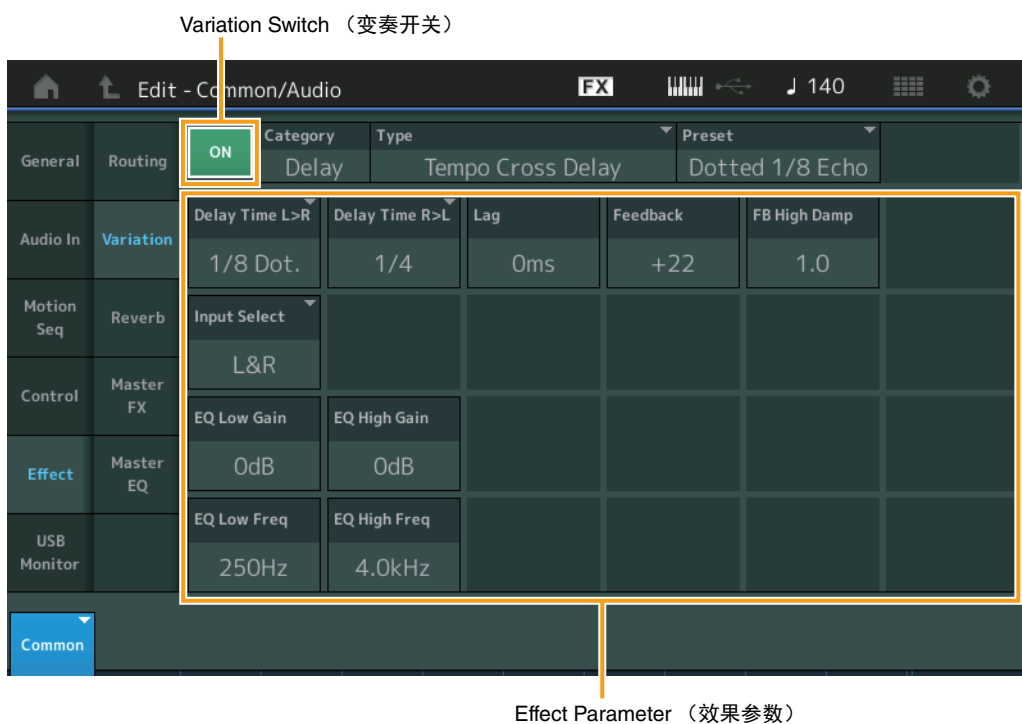 Variation Switch （变奏开关）
Edit - Common/Audio
FX
140
General
Routing
ON
Category
Delay
Type
Tempo Cross Delay
Preset
Dotted 1/8 Echo
Audio In
Variation
Delay Time L>R
1/8 Dot.
Delay Time R>L
1/4
Lag
0ms
Feedback
+22
FB High Damp
1.0
Motion
Seq
Reverb
Input Select
L&R
Control
Master
FX
EQ Low Gain
0dB
EQ High Gain
0dB
Effect
Master
EQ
EQ Low Freq
250Hz
EQ High Freq
4.0kHz
USB
Monitor
Common
Effect Parameter （效果参数）